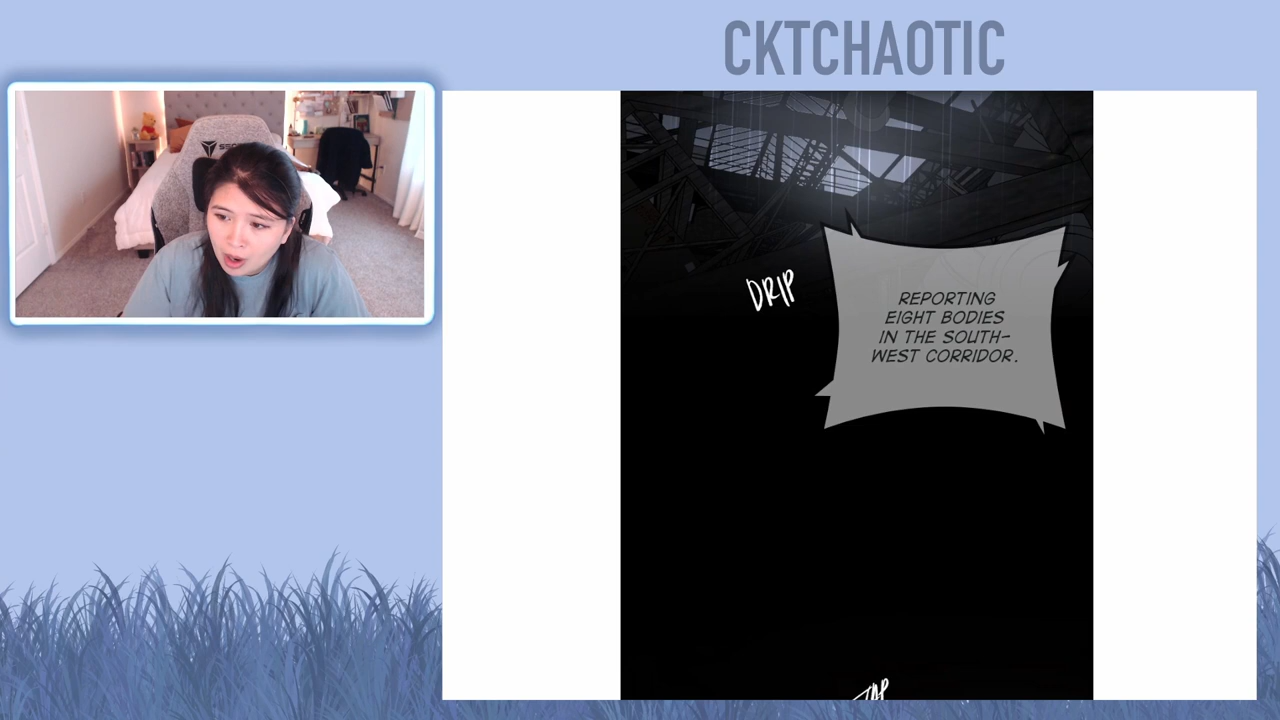 CKTCHAOTIC
DRIP
REPORTING
EIGHT BODIES
IN THE SOUTH-
WEST CORRIDOR.